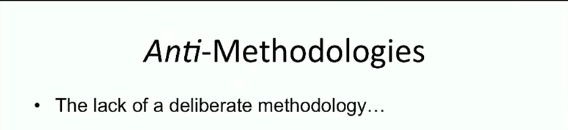 Anti-Methodologies
• The lack of a deliberate methodology…